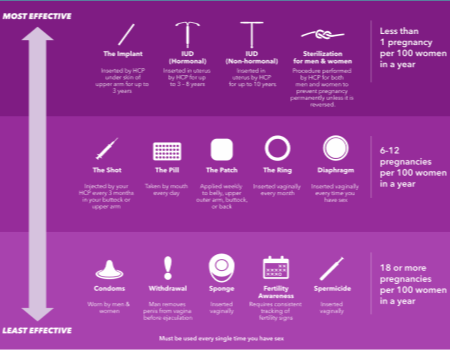 MOST EFFECTIVE
The Implant
Inserted by HCP
under skin of
upper arm for up to
3 years
IUD
(Hormonal)
Inserted in uterus
by HCP for up
to 3 - 8 years
IUD
(Non-hormonal)
Inserted in
uterus by HCP
for up to 10 years
Sterilization
for men & women
Procedure performed
by HCP for both
men and women to
prevent pregnancy
permanently unless it is
reversed.
Less than
1 pregnancy
per 100 women
in a year
The Shot
Injected by your
HCP every 3 months
in your buttock or
upper arm
The Pill
Taken by mouth
every day
The Patch
Applied weekly
to belly, upper
outer arm, buttock,
or back
The Ring
Inserted vaginally
every month
Diaphragm
Inserted vaginally
every time you
have sex
6-12
pregnancies
per 100 women
in a year
Condoms
Worn by men &
women
Withdrawal
Man removes
penis from vagina
before ejaculation
Sponge
Inserted
vaginally
Fertility
Awareness
Requires consistent
tracking of
fertility signs
Spermicide
Inserted
vaginally
18 or more
pregnancies
per 100 women
in a year
LEAST EFFECTIVE
Must be used every single time you have sex